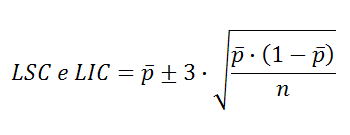 LSC e LIC = p̄ ± 3 · √(p̄ · (1 − p̄) / n)